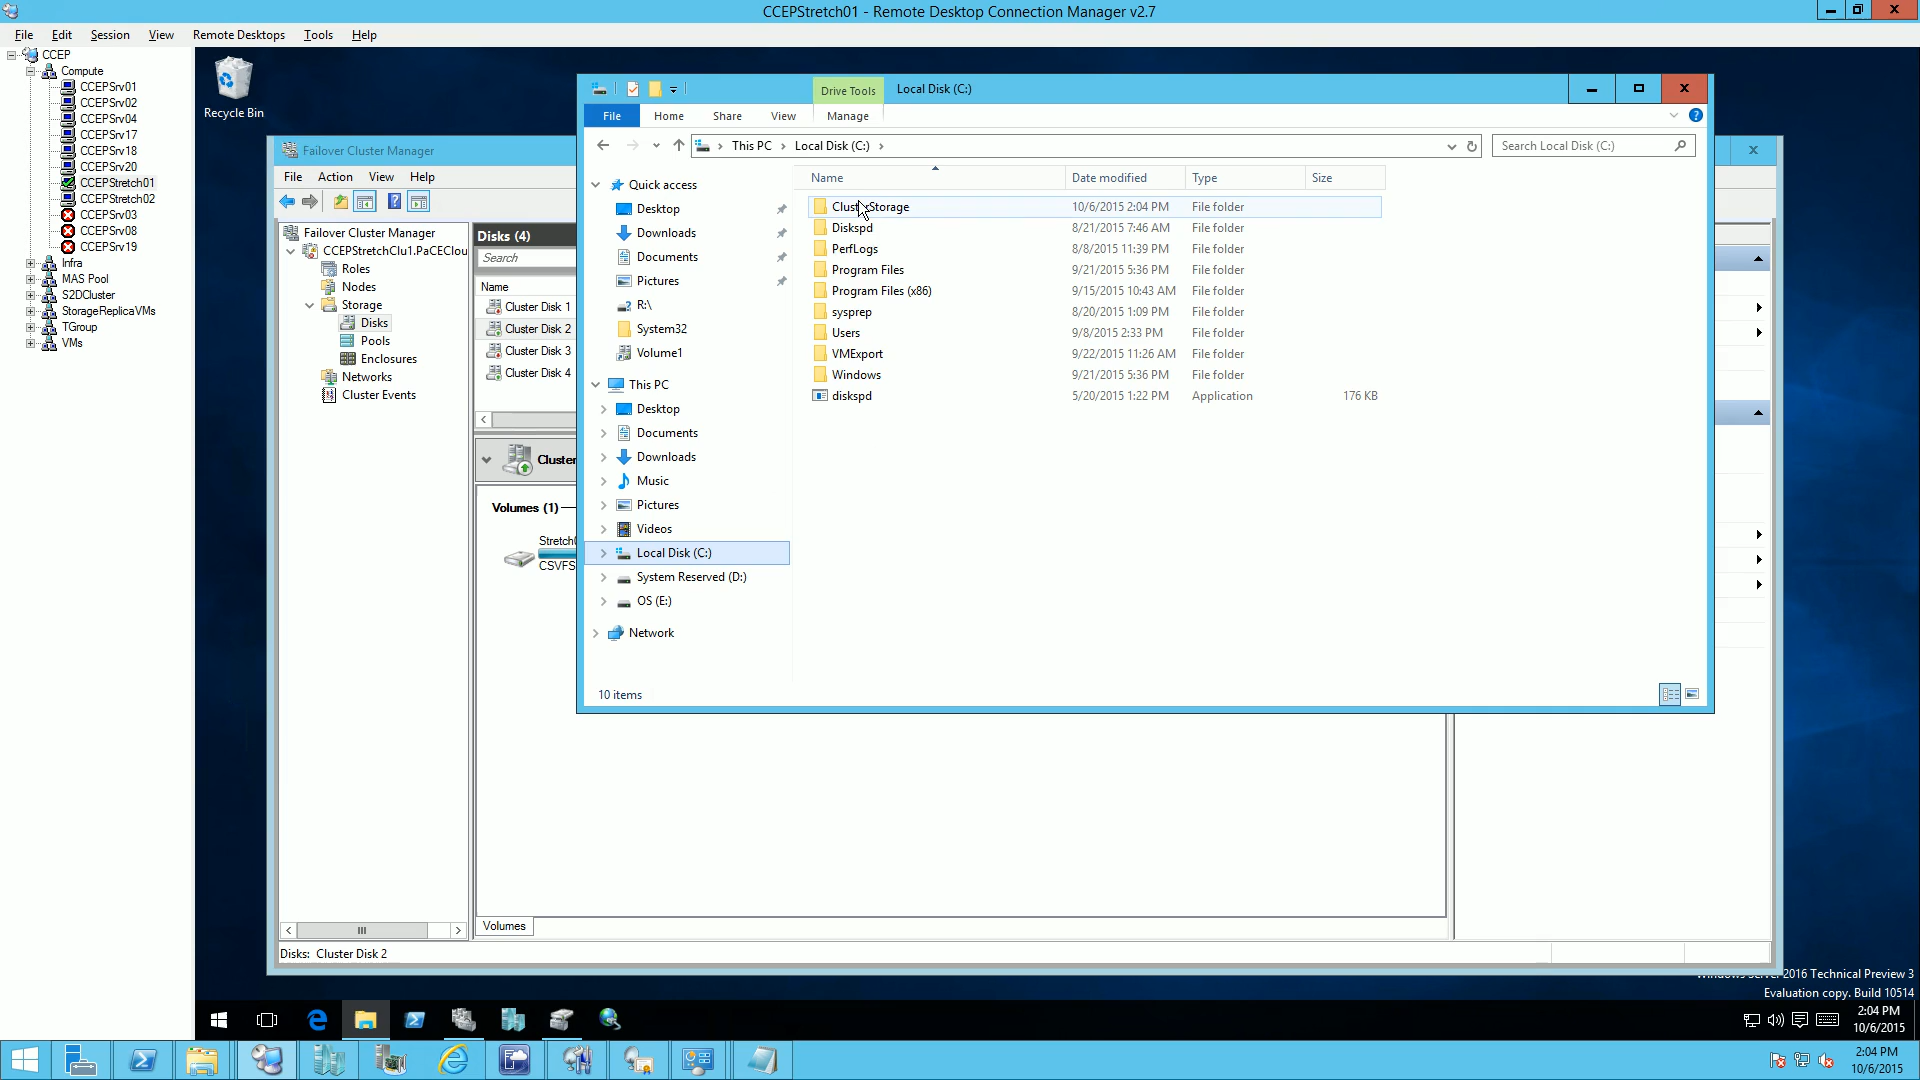 CCEPStretch01 - Remote Desktop Connection Manager v2.7
File Edit Session View Remote Desktops Tools Help
CCEP
Compute
CCEPSrv01
CCEPSrv02
CCEPSrv04
CCEPSrv17
CCEPSrv18
CCEPSrv20
CCEPStretch01
CCEPStretch02
CCEPSrv03
CCEPSrv08
CCEPSrv19
Infra
MAS Pool
S2DCluster
StorageReplicaVMs
TGroup
VMs
Recycle Bin
Failover Cluster Manager
File Action View Help
Failover Cluster Manager
CCEPStretchClu1.PaCEClou
Roles
Nodes
Storage
Disks
Pools
Enclosures
Networks
Cluster Events
Disks (4)
Search
Name
Cluster Disk 1
Cluster Disk 2
Cluster Disk 3
Cluster Disk 4
Cluster
Volumes (1)
Stretch
CSVFS
Volumes
Disks: Cluster Disk 2
Drive Tools Local Disk (C:)
File Home Share View Manage
This PC Local Disk (C:)
Search Local Disk (C:)
Quick access
Desktop
Downloads
Documents
Pictures
R:\
System32
Volume1
This PC
Desktop
Documents
Downloads
Music
Pictures
Videos
Local Disk (C:)
System Reserved (D:)
OS (E:)
Network
Name Date modified Type Size
ClusterStorage 10/6/2015 2:04 PM File folder
Diskspd 8/21/2015 7:46 AM File folder
PerfLogs 8/8/2015 11:39 PM File folder
Program Files 9/21/2015 5:36 PM File folder
Program Files (x86) 9/15/2015 10:43 AM File folder
sysprep 8/20/2015 1:09 PM File folder
Users 9/8/2015 2:33 PM File folder
VMExport 9/22/2015 11:26 AM File folder
Windows 9/21/2015 5:36 PM File folder
diskspd 5/20/2015 1:22 PM Application 176 KB
10 items
Windows Server 2016 Technical Preview 3
Evaluation copy. Build 10514
2:04 PM
10/6/2015
2:04 PM
10/6/2015